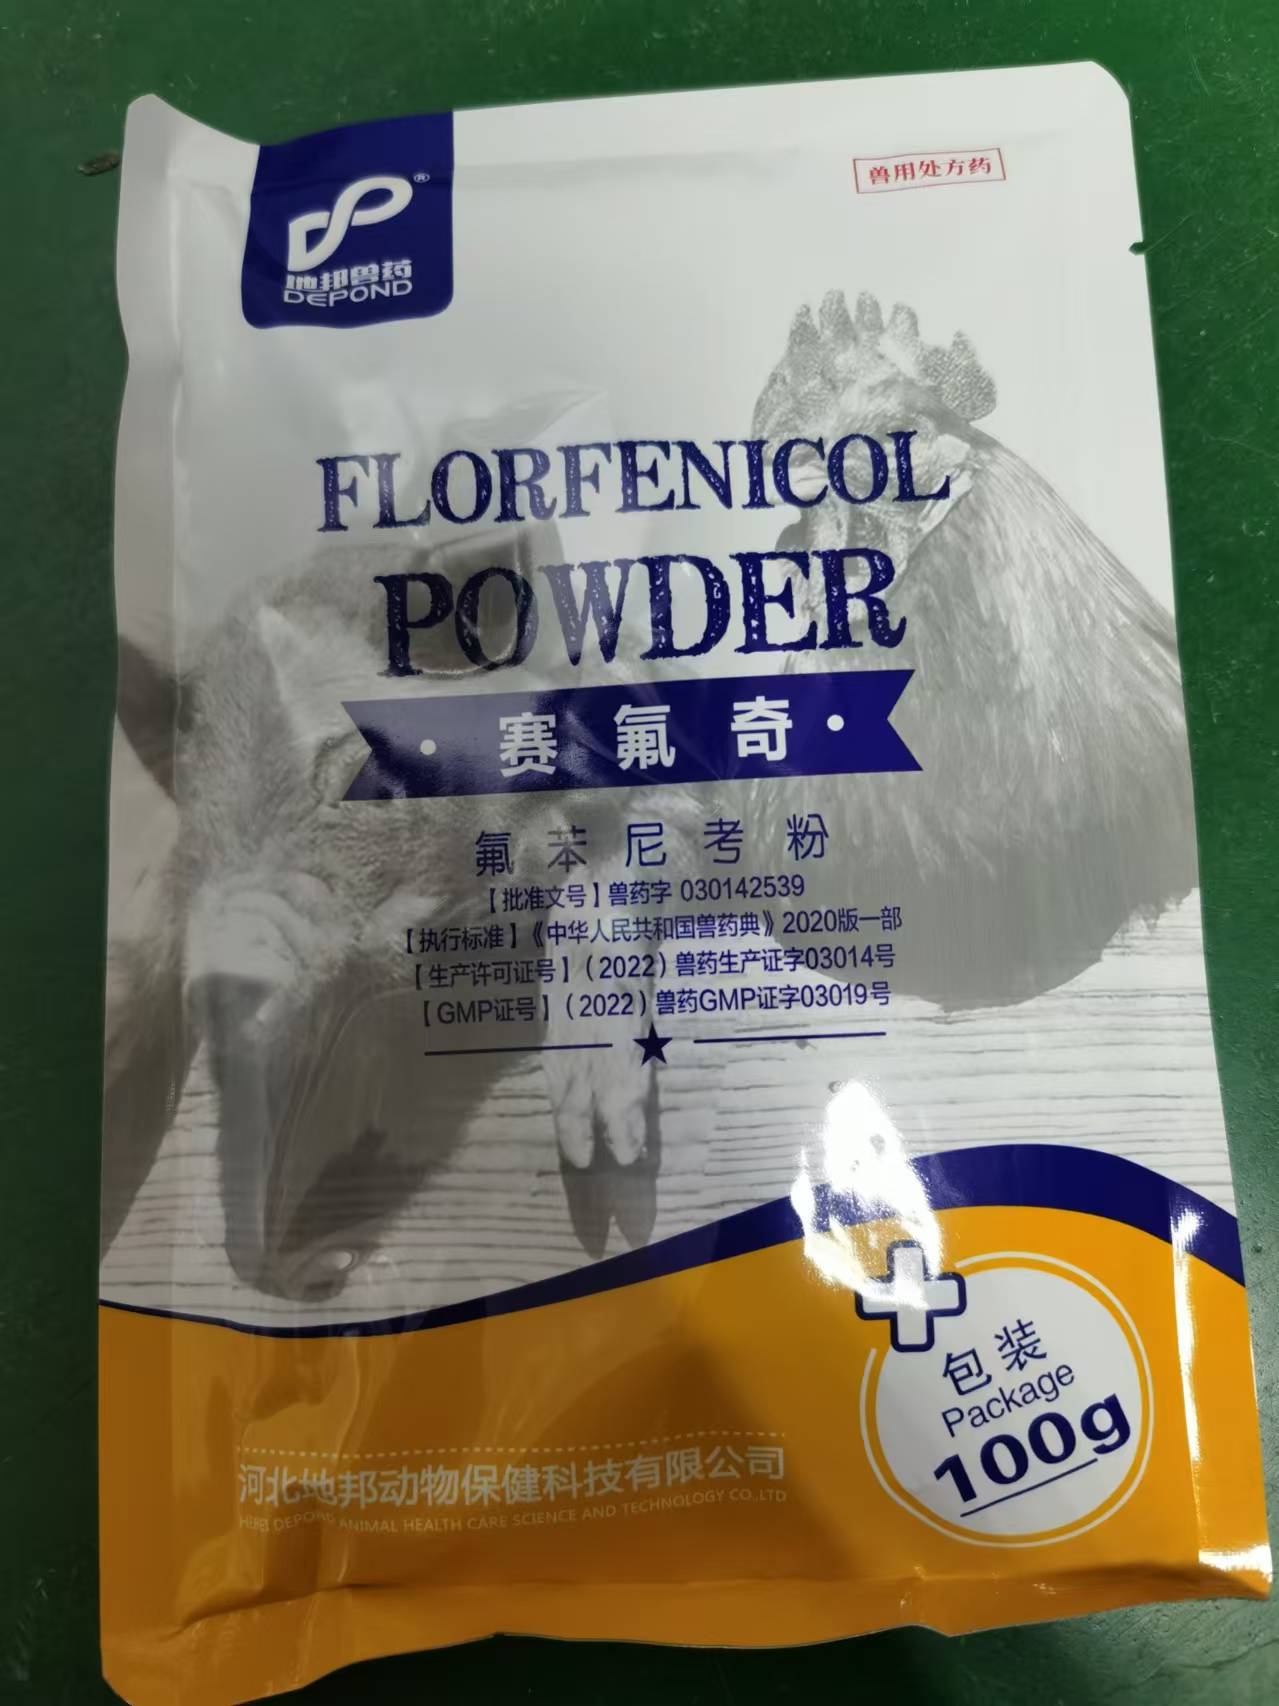 兽用处方药
®
地邦兽药
DEPOND
FLORFENICOL
POWDER
·赛氟奇·
氟苯尼考粉
【批准文号】兽药字 030142539
【执行标准】《中华人民共和国兽药典》2020版一部
【生产许可证号】（2022）兽药生产证字03014号
【GMP证号】（2022）兽药GMP证字03019号
包装
Package
100g
河北地邦动物保健科技有限公司
HEBEI DEPOND ANIMAL HEALTH CARE SCIENCE AND TECHNOLOGY CO.,LTD